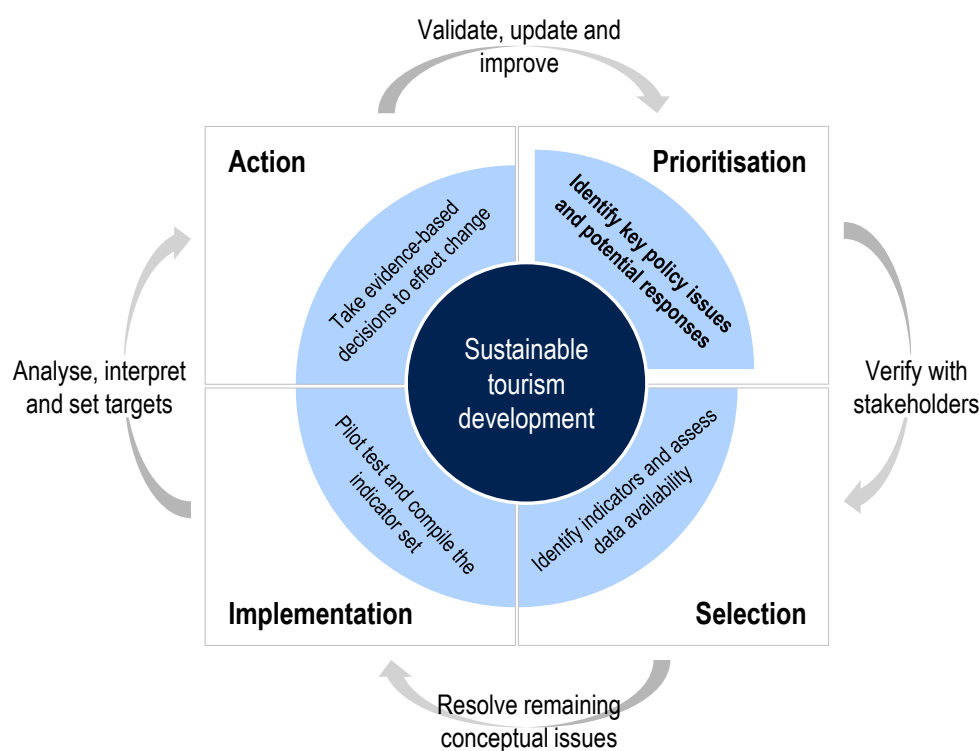 Validate, update and
improve
Action
Prioritisation
Take evidence-based
decisions to effect change
Identify key policy issues
and potential responses
Sustainable
tourism
development
Analyse, interpret
and set targets
Verify with
stakeholders
Pilot test and compile the
indicator set
Identify indicators and assess
data availability
Implementation
Selection
Resolve remaining
conceptual issues